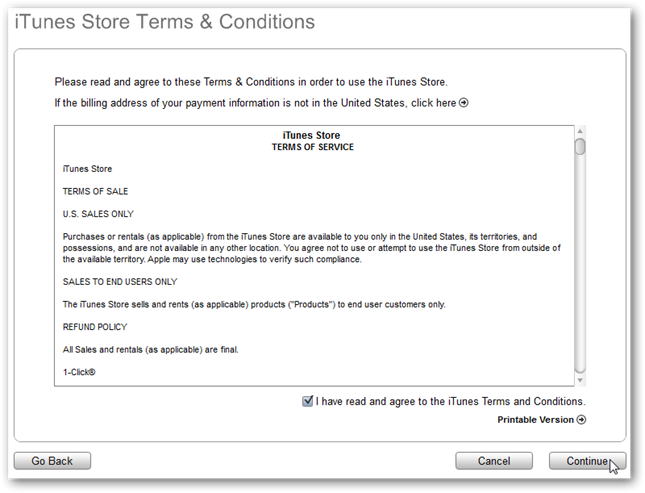 iTunes Store Terms & Conditions
Please read and agree to these Terms & Conditions in order to use the iTunes Store.
If the billing address of your payment information is not in the United States, click here
iTunes Store
TERMS OF SERVICE
iTunes Store
TERMS OF SALE
U.S. SALES ONLY
Purchases or rentals (as applicable) from the iTunes Store are available to you only in the United States, its territories, and
possessions, and are not available in any other location. You agree not to use or attempt to use the iTunes Store from outside of
the available territory. Apple may use technologies to verify such compliance.
SALES TO END USERS ONLY
The iTunes Store sells and rents (as applicable) products ("Products") to end user customers only.
REFUND POLICY
All Sales and rentals (as applicable) are final.
1-Click®
I have read and agree to the iTunes Terms and Conditions.
Printable Version
Go Back
Cancel
Continue